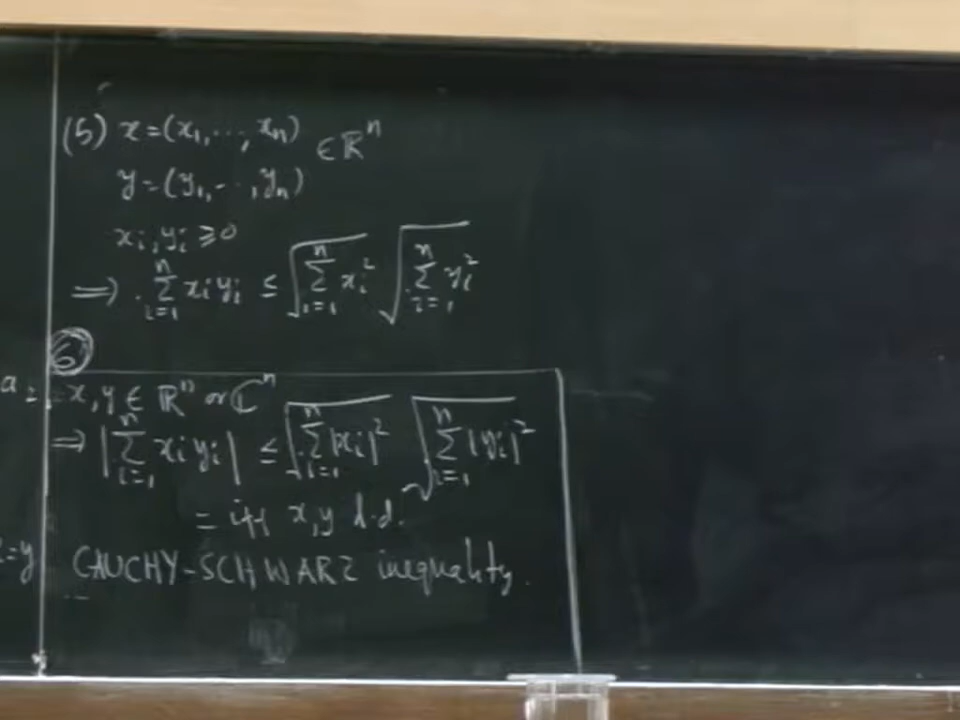 (5) x=(x₁,...,xₙ) ∈ ℝⁿ
y=(y₁,..,yₙ)
xᵢ,yᵢ ≥0
⟹ ∑ᵢ₌₁ⁿ xᵢyᵢ ≤ √(∑ᵢ₌₁ⁿ xᵢ²) √(∑ᵢ₌₁ⁿ yᵢ²)
6
a =
x,y ∈ ℝⁿ or ℂⁿ
⟹ |∑ᵢ₌₁ⁿ xᵢyᵢ| ≤ √(∑ᵢ₌₁ⁿ |xᵢ|²) √(∑ᵢ₌₁ⁿ |yᵢ|²)
= iff x,y l.d.
=y
CAUCHY-SCHWARZ inequality.